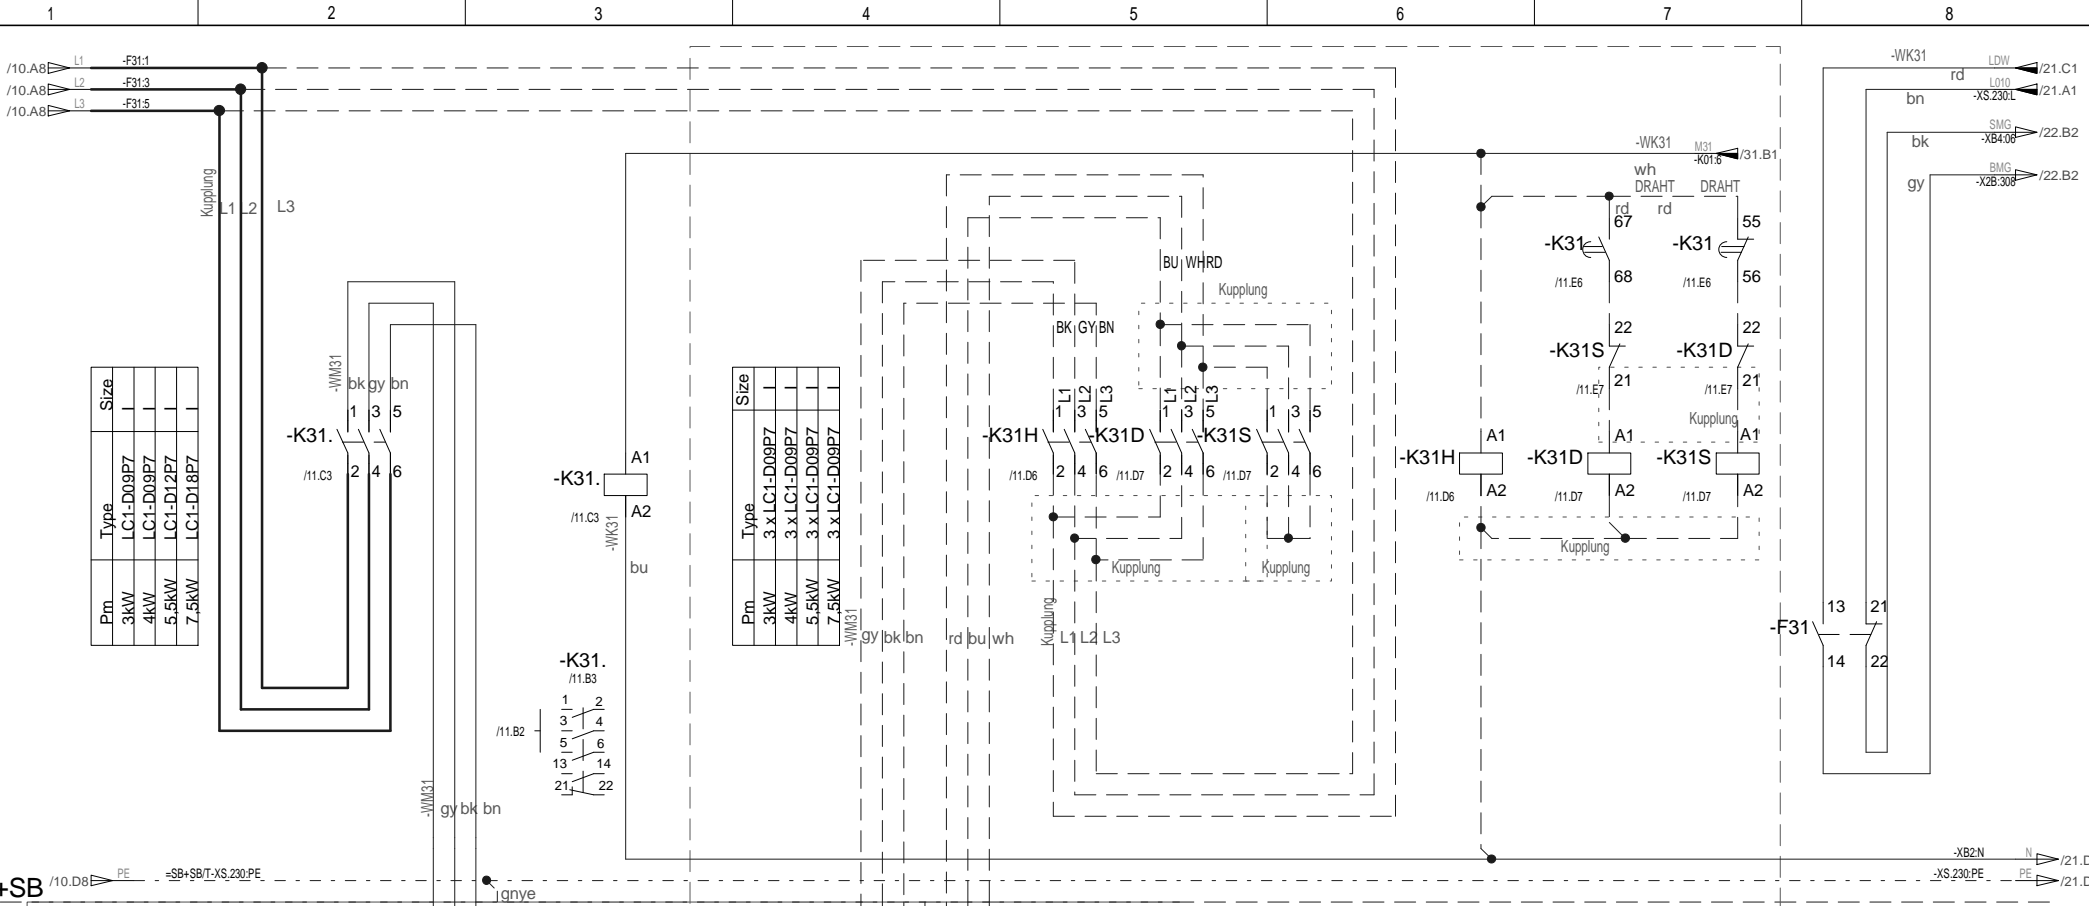 1 2 3 4 5 6 7 8
/10.A8 L1 -F31:1
/10.A8 L2 -F31:3
/10.A8 L3 -F31:5
-WK31 LDW /21.C1
rd
L010 /21.A1
bn -XS.230:L
SMG /22.B2
bk -XB4:06
BMG /22.B2
gy -X2B:308
-WK31 M31 /31.B1
-K01:6
wh
DRAHT DRAHT
rd rd
Kupplung
L1 L2 L3
67 55
-K31 -K31
/11.E6 68 /11.E6 56
BU WH RD
Kupplung
BK GY BN
22 22
-K31S -K31D
/11.E7 21 /11.E7 21
Kupplung
-WM31
bk gy bn
1 3 5
-K31.
/11.C3 2 4 6
Pm Type Size
3kW LC1-D09P7 I
4kW LC1-D09P7 I
5,5kW LC1-D12P7 I
7,5kW LC1-D18P7 I
A1
-K31.
/11.C3 A2
-WK31
bu
Pm Type Size
3kW 3 x LC1-D09P7 I
4kW 3 x LC1-D09P7 I
5,5kW 3 x LC1-D09P7 I
7,5kW 3 x LC1-D09P7 I
L1 L2 L3 L1 L2 L3
1 3 5 1 3 5 1 3 5
-K31H -K31D -K31S
/11.D6 2 4 6 /11.D7 2 4 6 /11.D7 2 4 6
Kupplung Kupplung
A1 A1 A1
-K31H -K31D -K31S
/11.D6 A2 /11.D7 A2 /11.D7 A2
Kupplung
-WM31
gy bk bn rd bu wh
Kupplung
L1 L2 L3
13 21
-F31
14 22
-K31.
/11.B3
/11.B2
1 2
3 4
5 6
13 14
21 22
-WM31
gy bk bn
-XB2:N N /21.D
+SB /10.D8 PE =SB+SB/T-XS.230:PE
-XS.230:PE PE /21.D
gnye